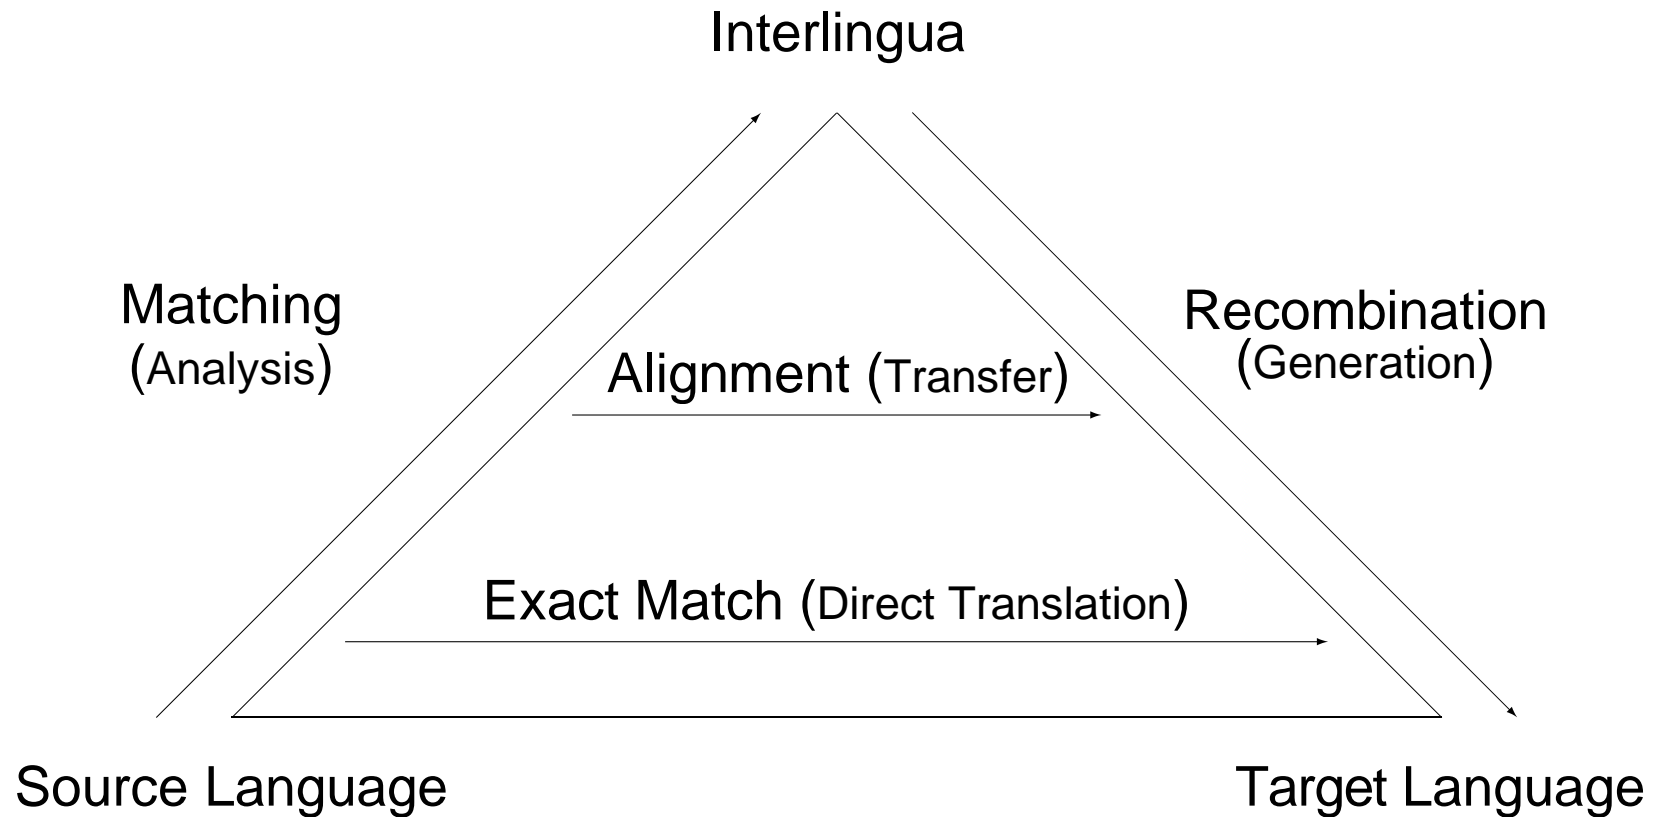 Interlingua
Matching
(Analysis)
Recombination
(Generation)
Alignment (Transfer)
Exact Match (Direct Translation)
Source Language
Target Language